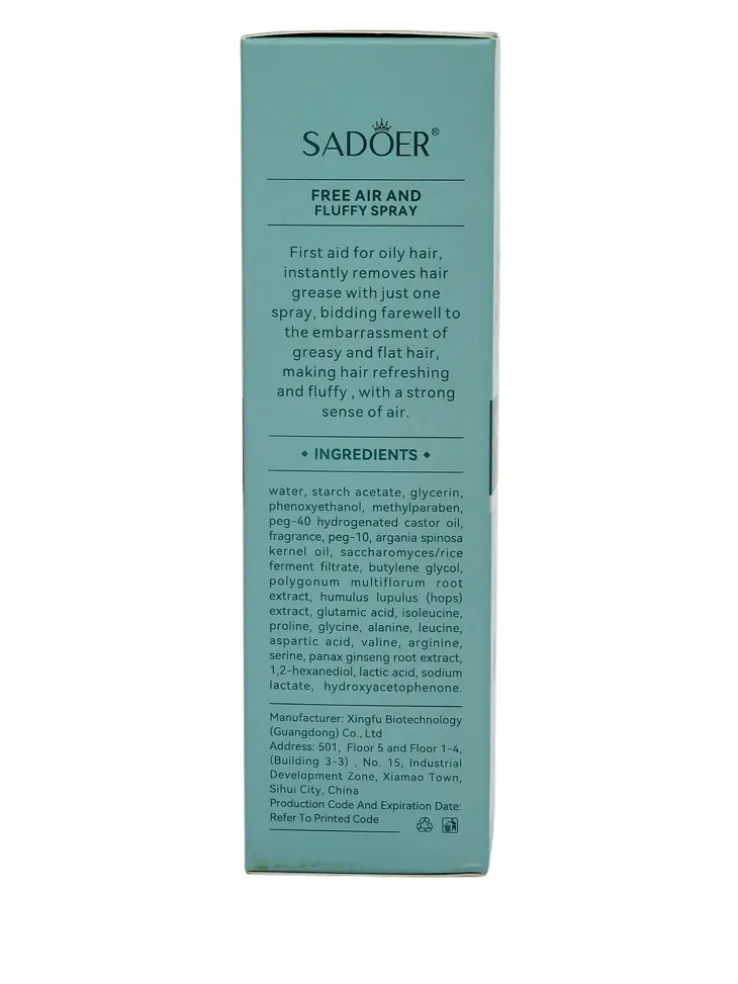 SADOER®
FREE AIR AND
FLUFFY SPRAY
First aid for oily hair,
instantly removes hair
grease with just one
spray, bidding farewell to
the embarrassment of
greasy and flat hair,
making hair refreshing
and fluffy , with a strong
sense of air.
◆ INGREDIENTS ◆
water, starch acetate, glycerin,
phenoxyethanol, methylparaben,
peg-40 hydrogenated castor oil,
fragrance, peg-10, argania spinosa
kernel oil, saccharomyces/rice
ferment filtrate, butylene glycol,
polygonum multiflorum root
extract, humulus lupulus (hops)
extract, glutamic acid, isoleucine,
proline, glycine, alanine, leucine,
aspartic acid, valine, arginine,
serine, panax ginseng root extract,
1,2-hexanediol, lactic acid, sodium
lactate, hydroxyacetophenone.
Manufacturer: Xingfu Biotechnology
(Guangdong) Co., Ltd
Address: 501, Floor 5 and Floor 1-4,
(Building 3-3) , No. 15, Industrial
Development Zone, Xiamao Town,
Sihui City, China
Production Code And Expiration Date:
Refer To Printed Code